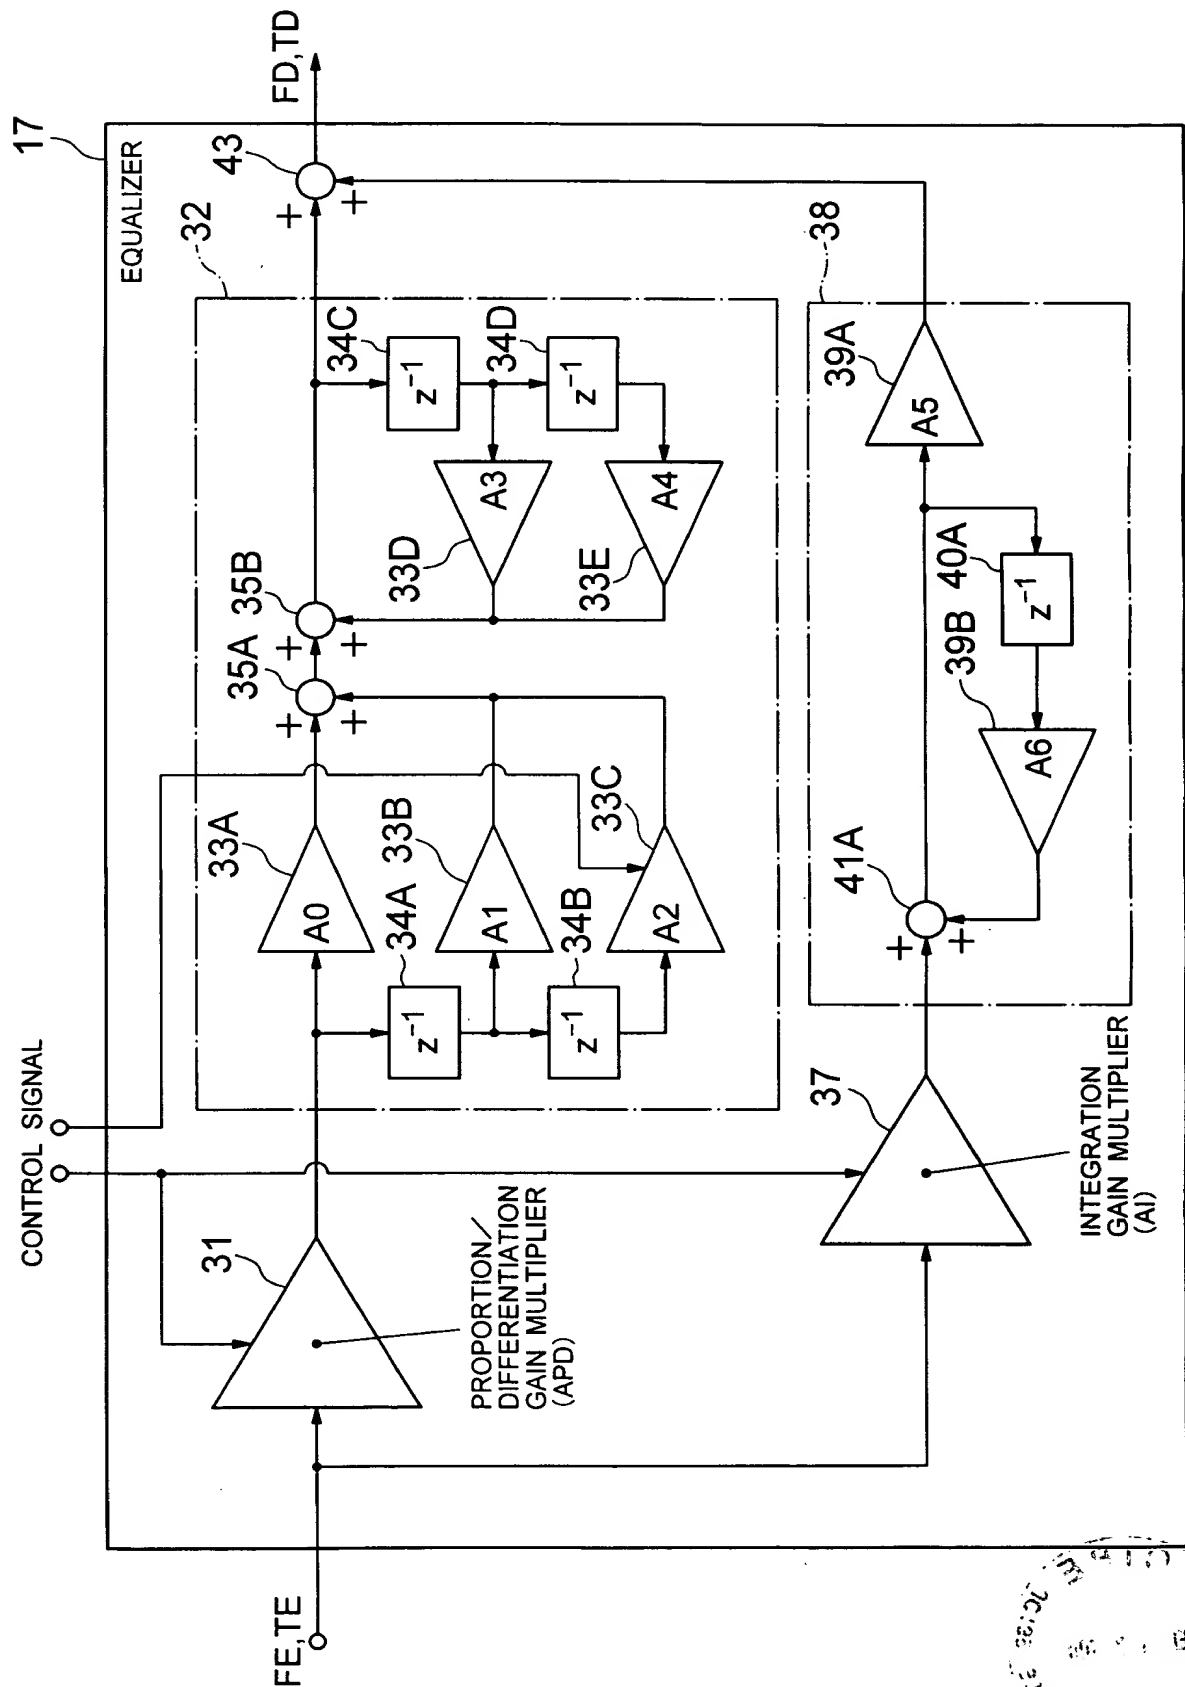 17
EQUALIZER
CONTROL SIGNAL
FE,TE
FD,TD
31
PROPORTION/
DIFFERENTIATION
GAIN MULTIPLIER
(APD)
32
33A
A0
34A
z⁻¹
33B
A1
34B
z⁻¹
33C
A2
35A
+
+
35B
+
+
34C
z⁻¹
34D
z⁻¹
33D
A3
33E
A4
43
+
+
37
INTEGRATION
GAIN MULTIPLIER
(AI)
38
41A
+
+
39A
A5
40A
z⁻¹
39B
A6